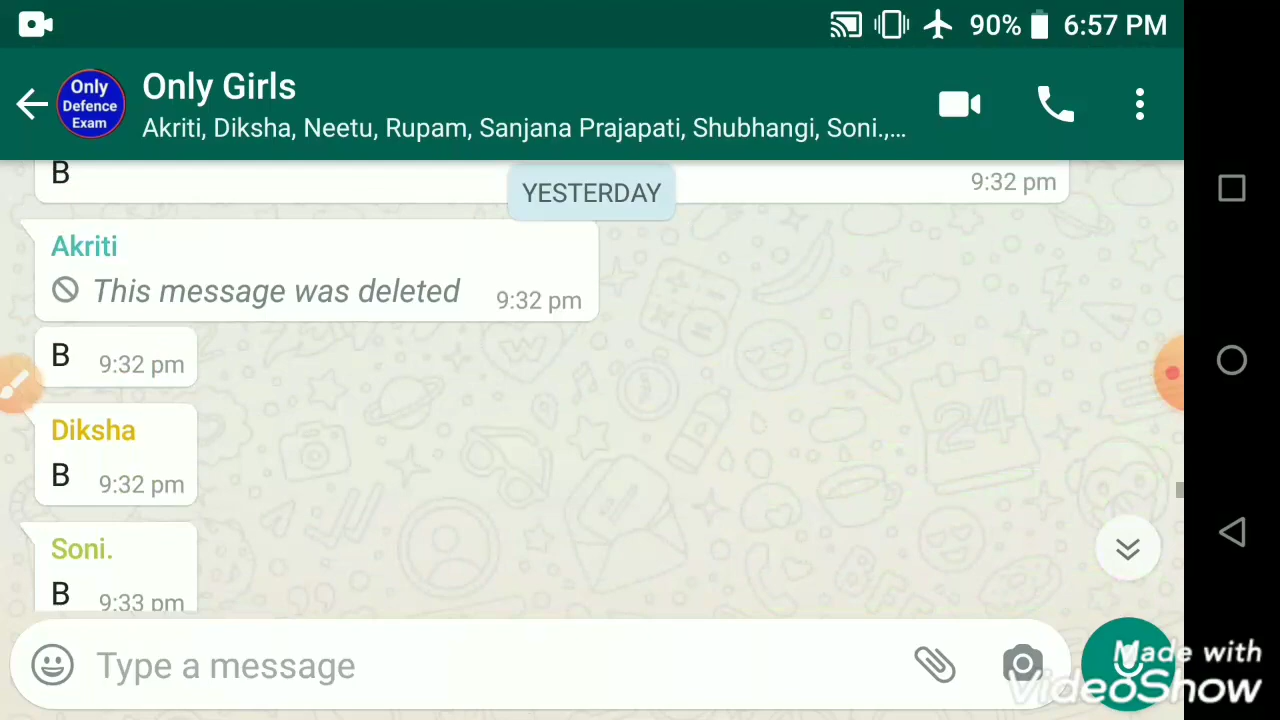 90% 6:57 PM
Only
Defence
Exam
Only Girls
Akriti, Diksha, Neetu, Rupam, Sanjana Prajapati, Shubhangi, Soni.,...
B 9:32 pm
YESTERDAY
Akriti
This message was deleted 9:32 pm
B 9:32 pm
Diksha
B 9:32 pm
Soni.
B 9:33 pm
Type a message
Made with
VideoShow